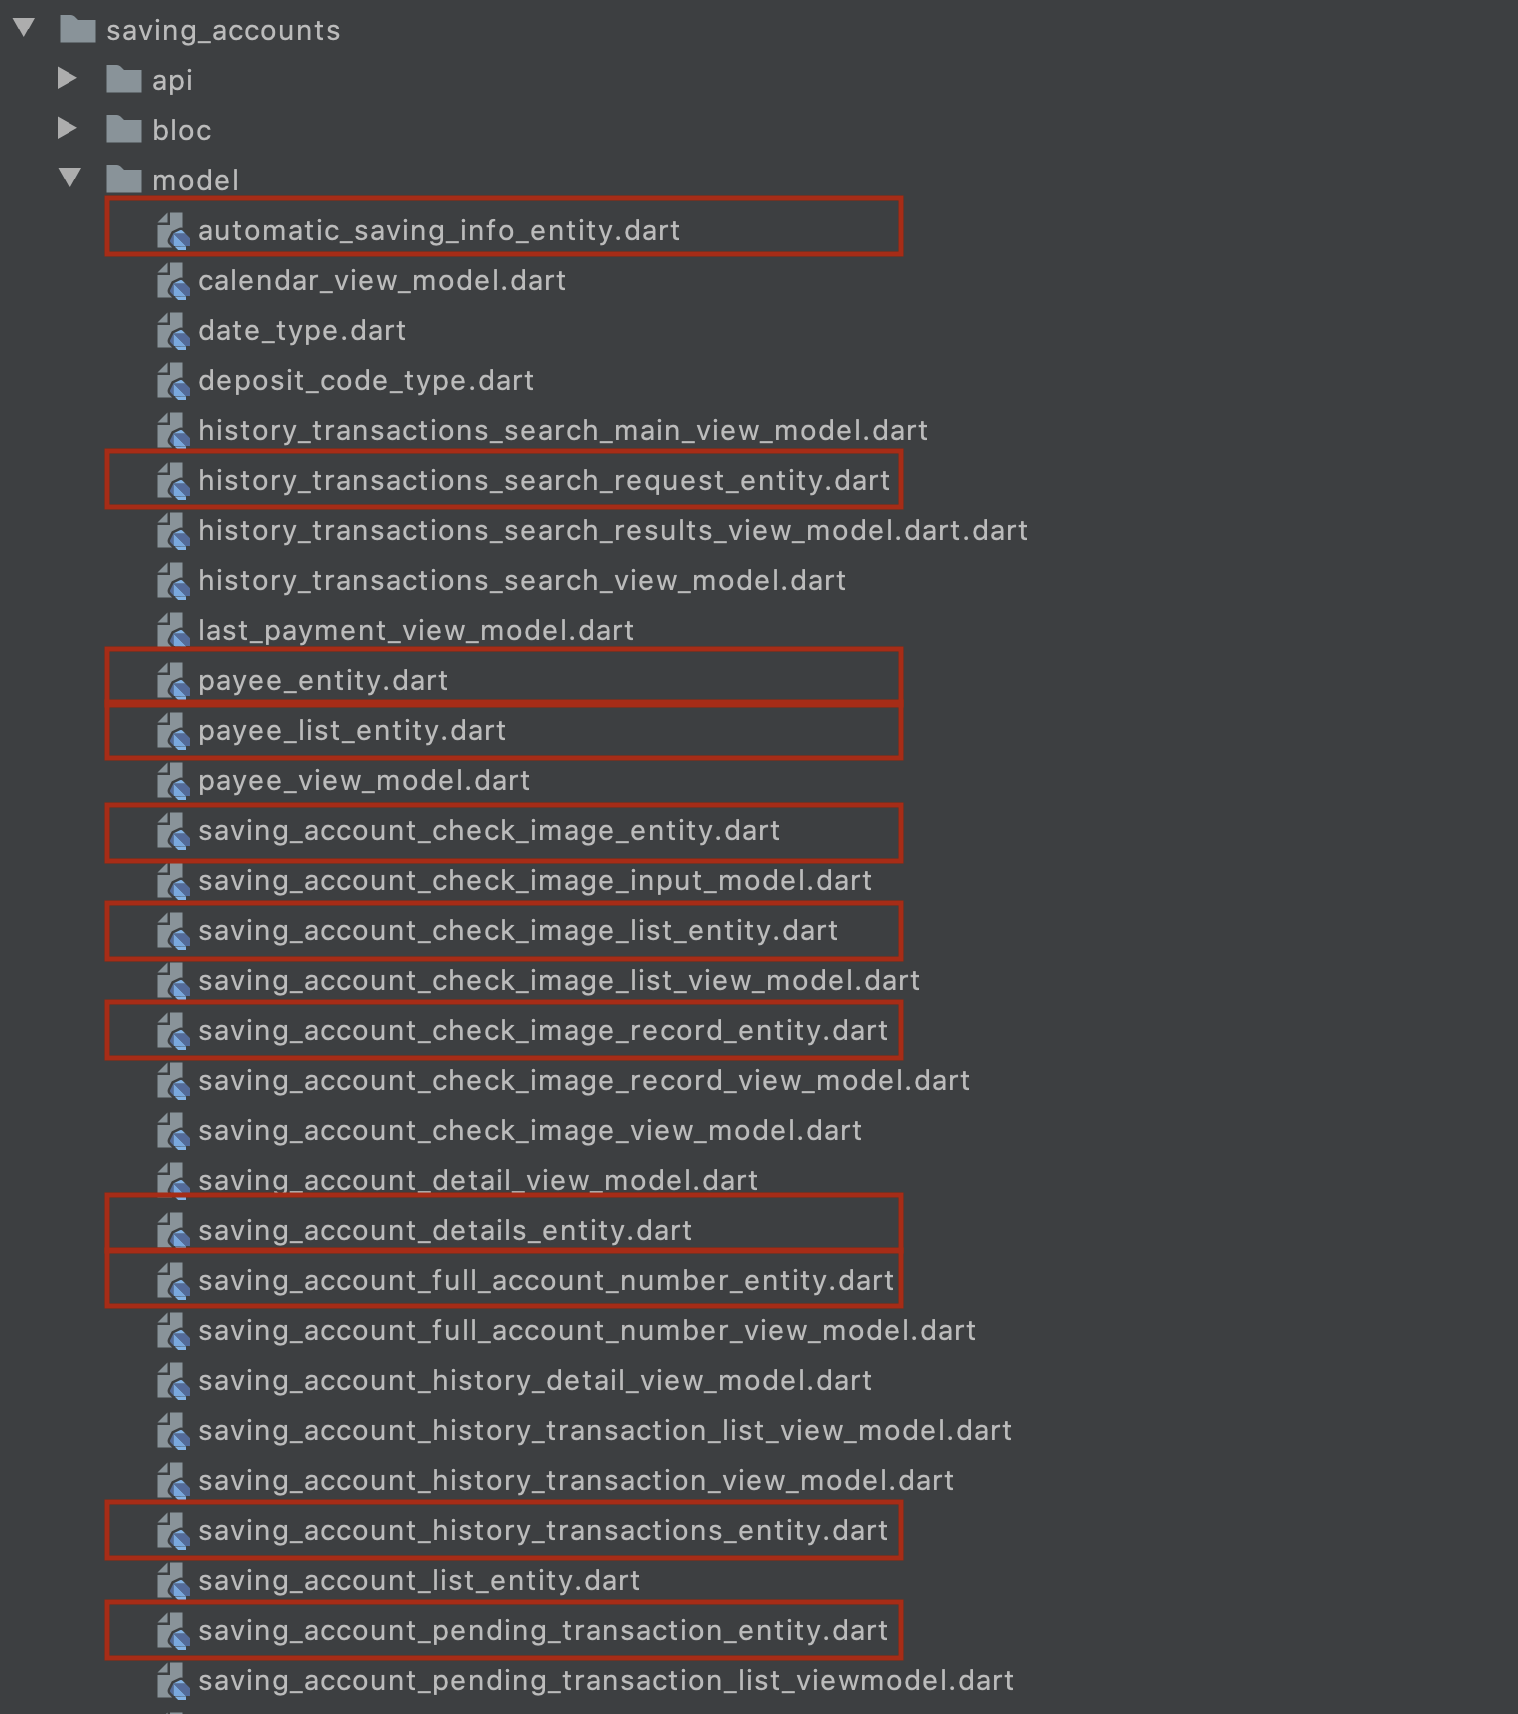 saving_accounts
api
bloc
model
automatic_saving_info_entity.dart
calendar_view_model.dart
date_type.dart
deposit_code_type.dart
history_transactions_search_main_view_model.dart
history_transactions_search_request_entity.dart
history_transactions_search_results_view_model.dart.dart
history_transactions_search_view_model.dart
last_payment_view_model.dart
payee_entity.dart
payee_list_entity.dart
payee_view_model.dart
saving_account_check_image_entity.dart
saving_account_check_image_input_model.dart
saving_account_check_image_list_entity.dart
saving_account_check_image_list_view_model.dart
saving_account_check_image_record_entity.dart
saving_account_check_image_record_view_model.dart
saving_account_check_image_view_model.dart
saving_account_detail_view_model.dart
saving_account_details_entity.dart
saving_account_full_account_number_entity.dart
saving_account_full_account_number_view_model.dart
saving_account_history_detail_view_model.dart
saving_account_history_transaction_list_view_model.dart
saving_account_history_transaction_view_model.dart
saving_account_history_transactions_entity.dart
saving_account_list_entity.dart
saving_account_pending_transaction_entity.dart
saving_account_pending_transaction_list_viewmodel.dart